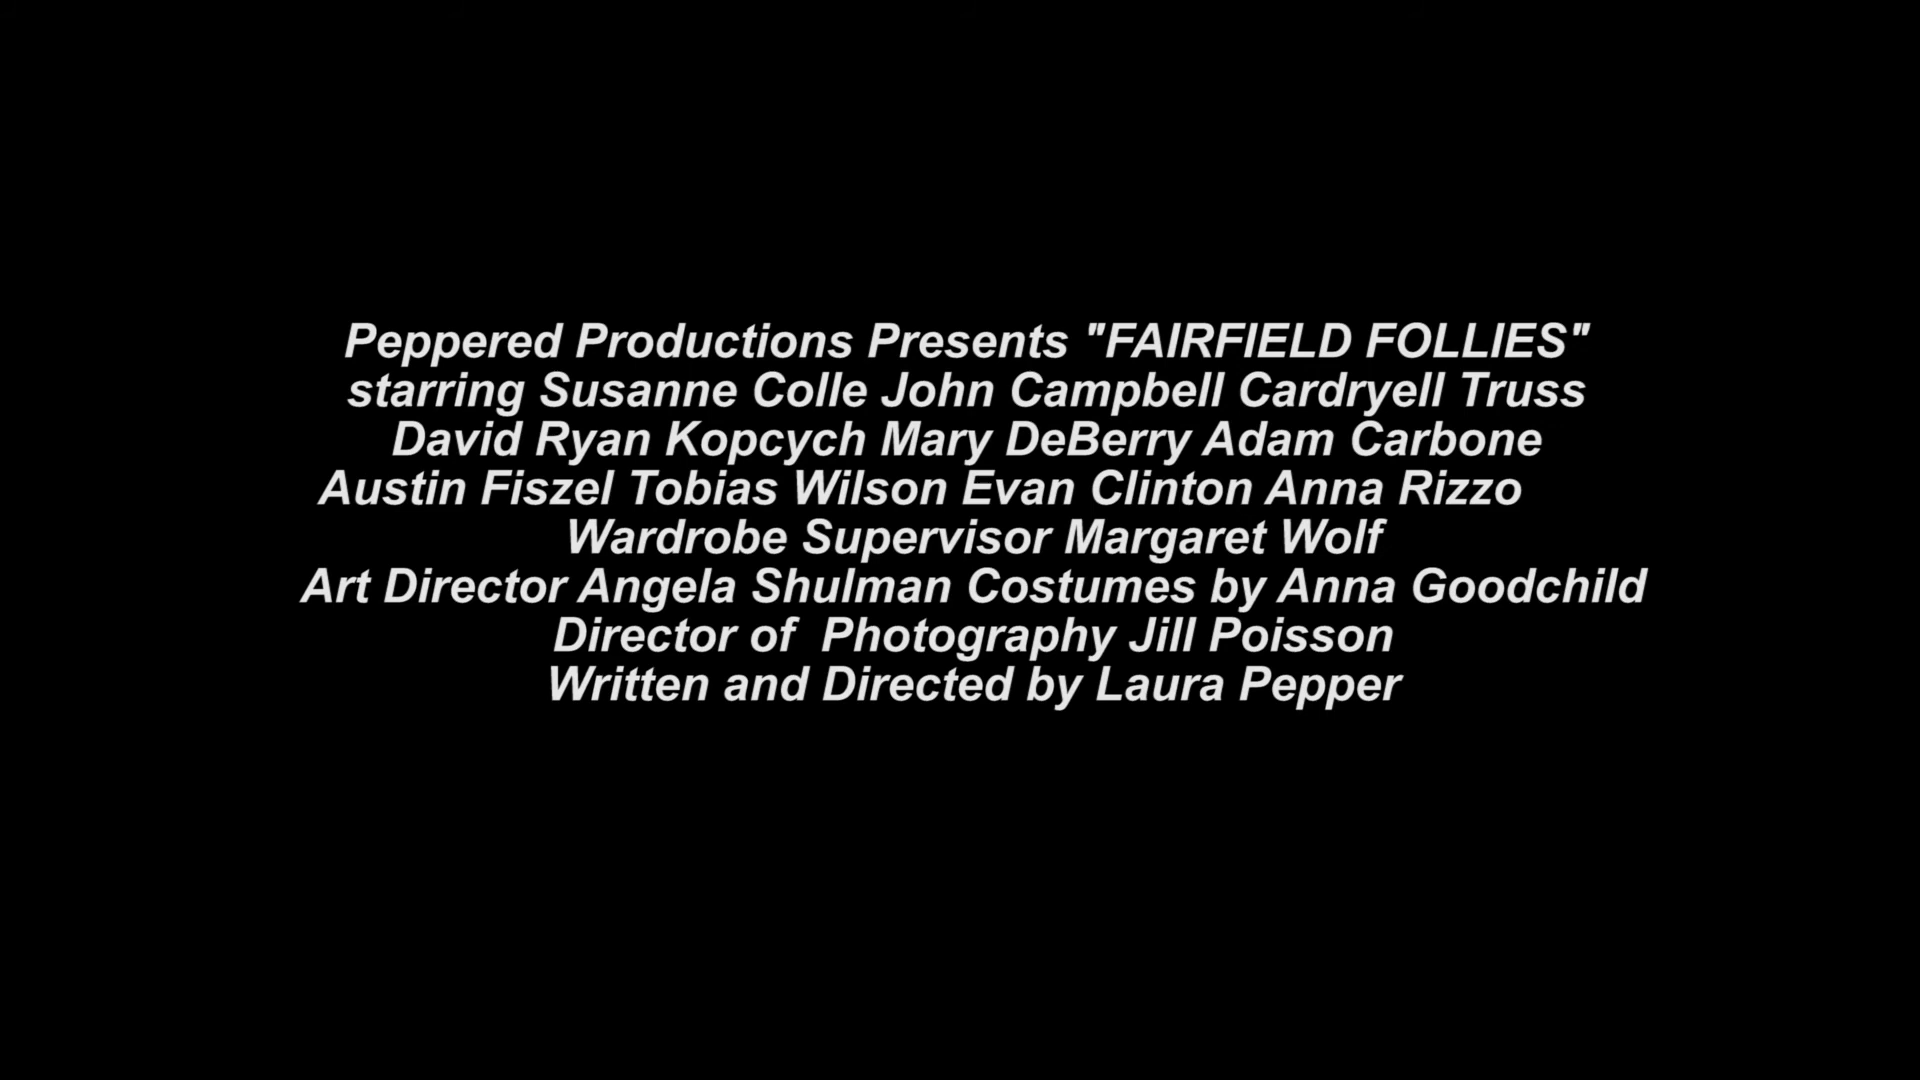 Peppered Productions Presents "FAIRFIELD FOLLIES"
starring Susanne Colle John Campbell Cardryell Truss
David Ryan Kopcych Mary DeBerry Adam Carbone
Austin Fiszel Tobias Wilson Evan Clinton Anna Rizzo
Wardrobe Supervisor Margaret Wolf
Art Director Angela Shulman Costumes by Anna Goodchild
Director of  Photography Jill Poisson
Written and Directed by Laura Pepper